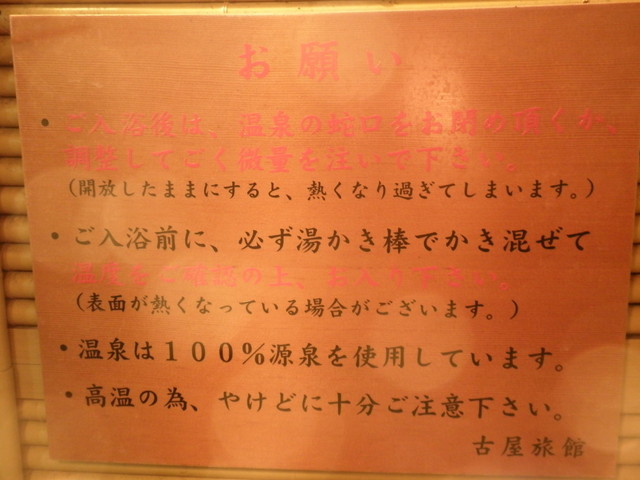 お願い
・ご入浴後は、温泉の蛇口をお閉め頂くか、
調整してごく微量を注いで下さい。
（開放したままにすると、熱くなり過ぎてしまいます。）
・ご入浴前に、必ず湯かき棒でかき混ぜて
温度をご確認の上、お入り下さい。
（表面が熱くなっている場合がございます。）
・温泉は１００％源泉を使用しています。
・高温の為、やけどに十分ご注意下さい。
古屋旅館